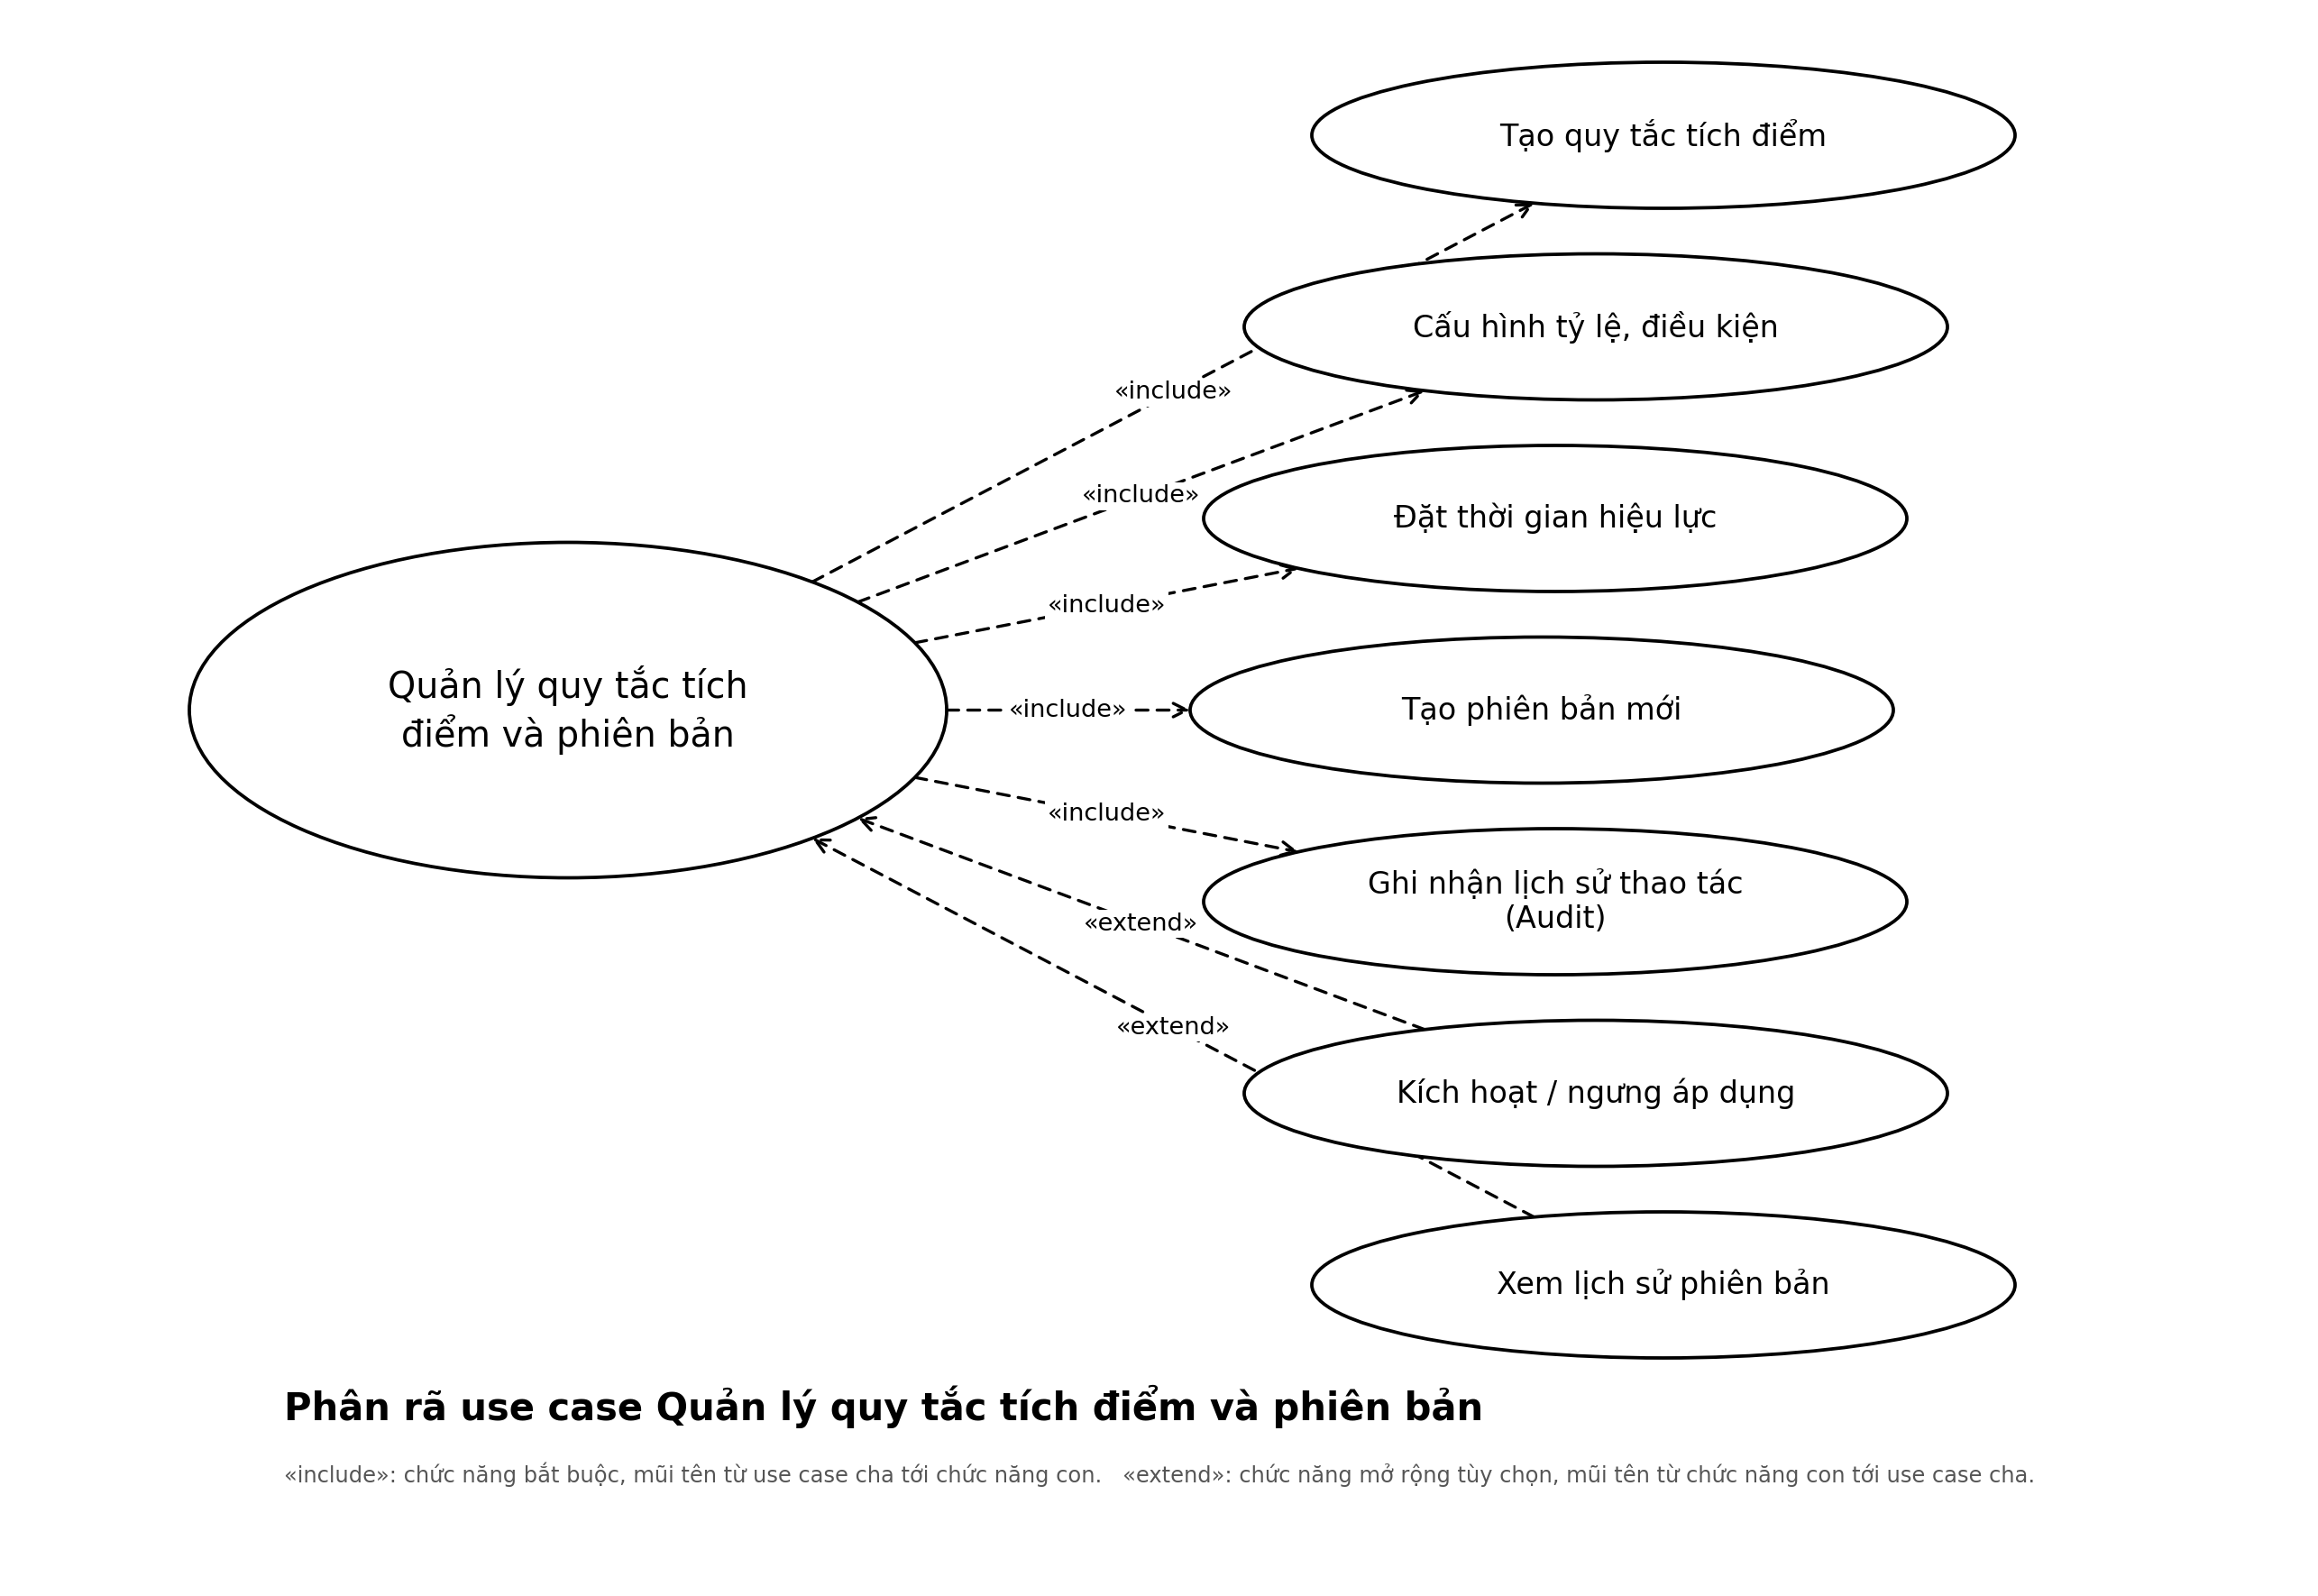 Tạo quy tắc tích điểm
Cấu hình tỷ lệ, điều kiện
«include»
«include»
Đặt thời gian hiệu lực
«include»
Quản lý quy tắc tích
điểm và phiên bản
«include»
Tạo phiên bản mới
«include»
Ghi nhận lịch sử thao tác
(Audit)
«extend»
«extend»
Kích hoạt / ngưng áp dụng
Xem lịch sử phiên bản
Phân rã use case Quản lý quy tắc tích điểm và phiên bản
«include»: chức năng bắt buộc, mũi tên từ use case cha tới chức năng con. «extend»: chức năng mở rộng tùy chọn, mũi tên từ chức năng con tới use case cha.